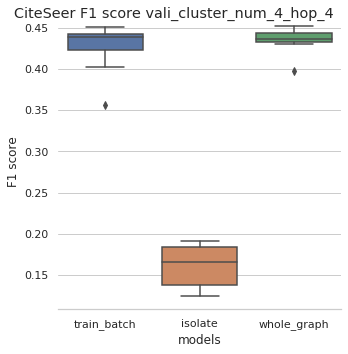 CiteSeer F1 score vali_cluster_num_4_hop_4
0.45
0.40
0.35
0.30
0.25
0.20
0.15
F1 score
train_batch isolate whole_graph
models